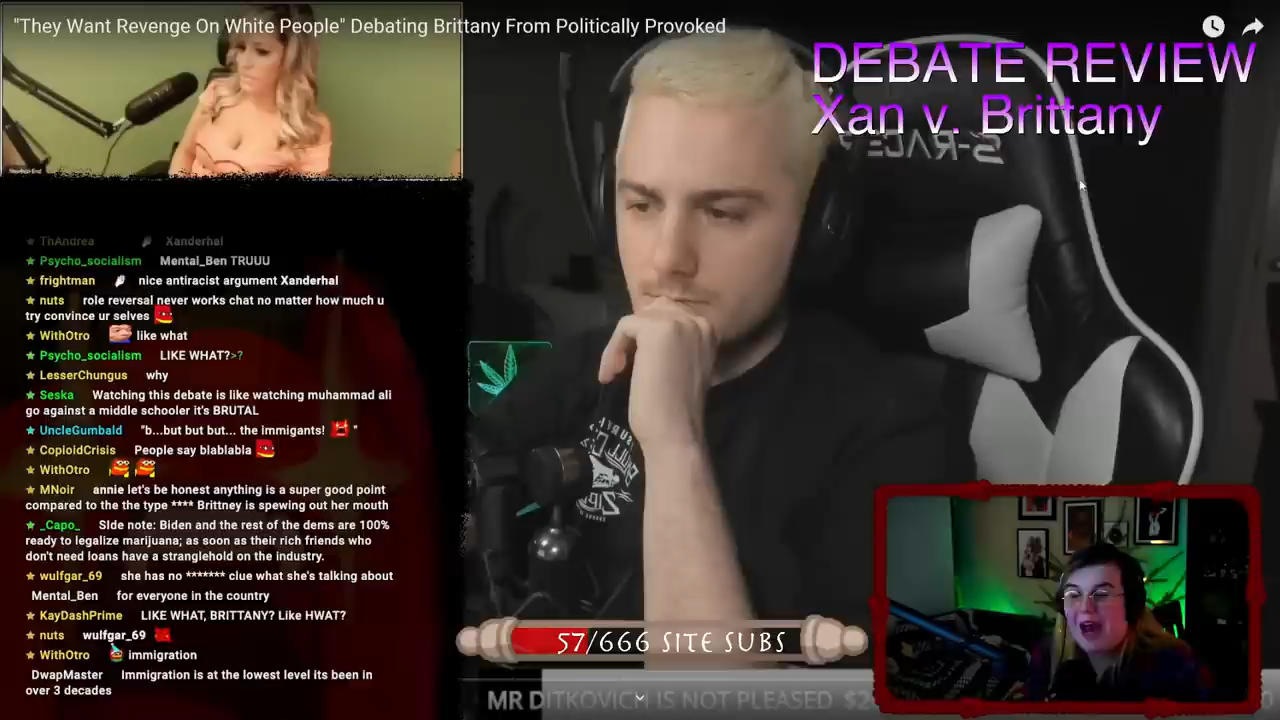 "They Want Revenge On White People" Debating Brittany From Politically Provoked
DEBATE REVIEW
Xan v. Brittany
S-RACER
ThAndrea Xanderhal
Psycho_socialism Mental_Ben TRUUU
frightman nice antiracist argument Xanderhal
nuts role reversal never works chat no matter how much u
try convince ur selves
WithOtro like what
Psycho_socialism LIKE WHAT?>?
LesserChungus why
Seska Watching this debate is like watching muhammad ali
go against a middle schooler it's BRUTAL
UncleGumbald "b...but but but... the immigants! "
CopioidCrisis People say blablabla
WithOtro
MNoir annie let's be honest anything is a super good point
compared to the the type **** Brittney is spewing out her mouth
_Capo_ SIde note: Biden and the rest of the dems are 100%
ready to legalize marijuana; as soon as their rich friends who
don't need loans have a stranglehold on the industry.
wulfgar_69 she has no ******* clue what she's talking about
Mental_Ben for everyone in the country
KayDashPrime LIKE WHAT, BRITTANY? Like HWAT?
nuts wulfgar_69
WithOtro immigration
DwapMaster Immigration is at the lowest level its been in
over 3 decades
57/666 SITE SUBS
MR DITKOVICH IS NOT PLEASED $2